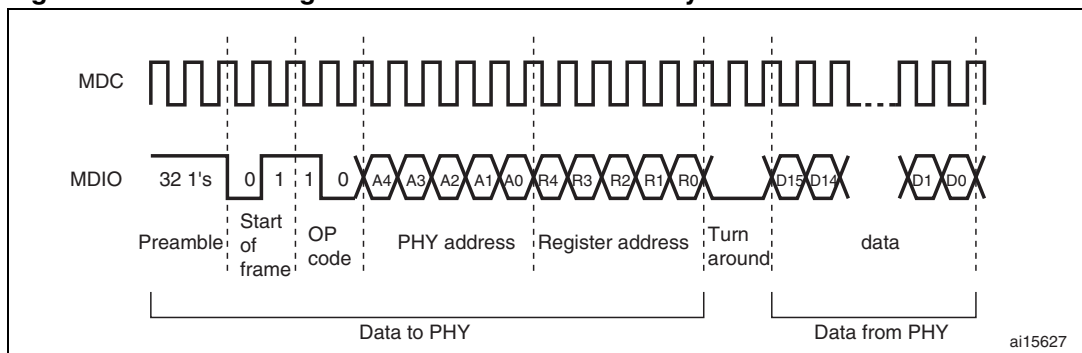 MDC
MDIO
32 1's 0 1 1 0 A4 A3 A2 A1 A0 R4 R3 R2 R1 R0 D15 D14 D1 D0
Preamble
Start
of
frame
OP
code
PHY address
Register address
Turn
around
data
Data to PHY
Data from PHY
ai15627